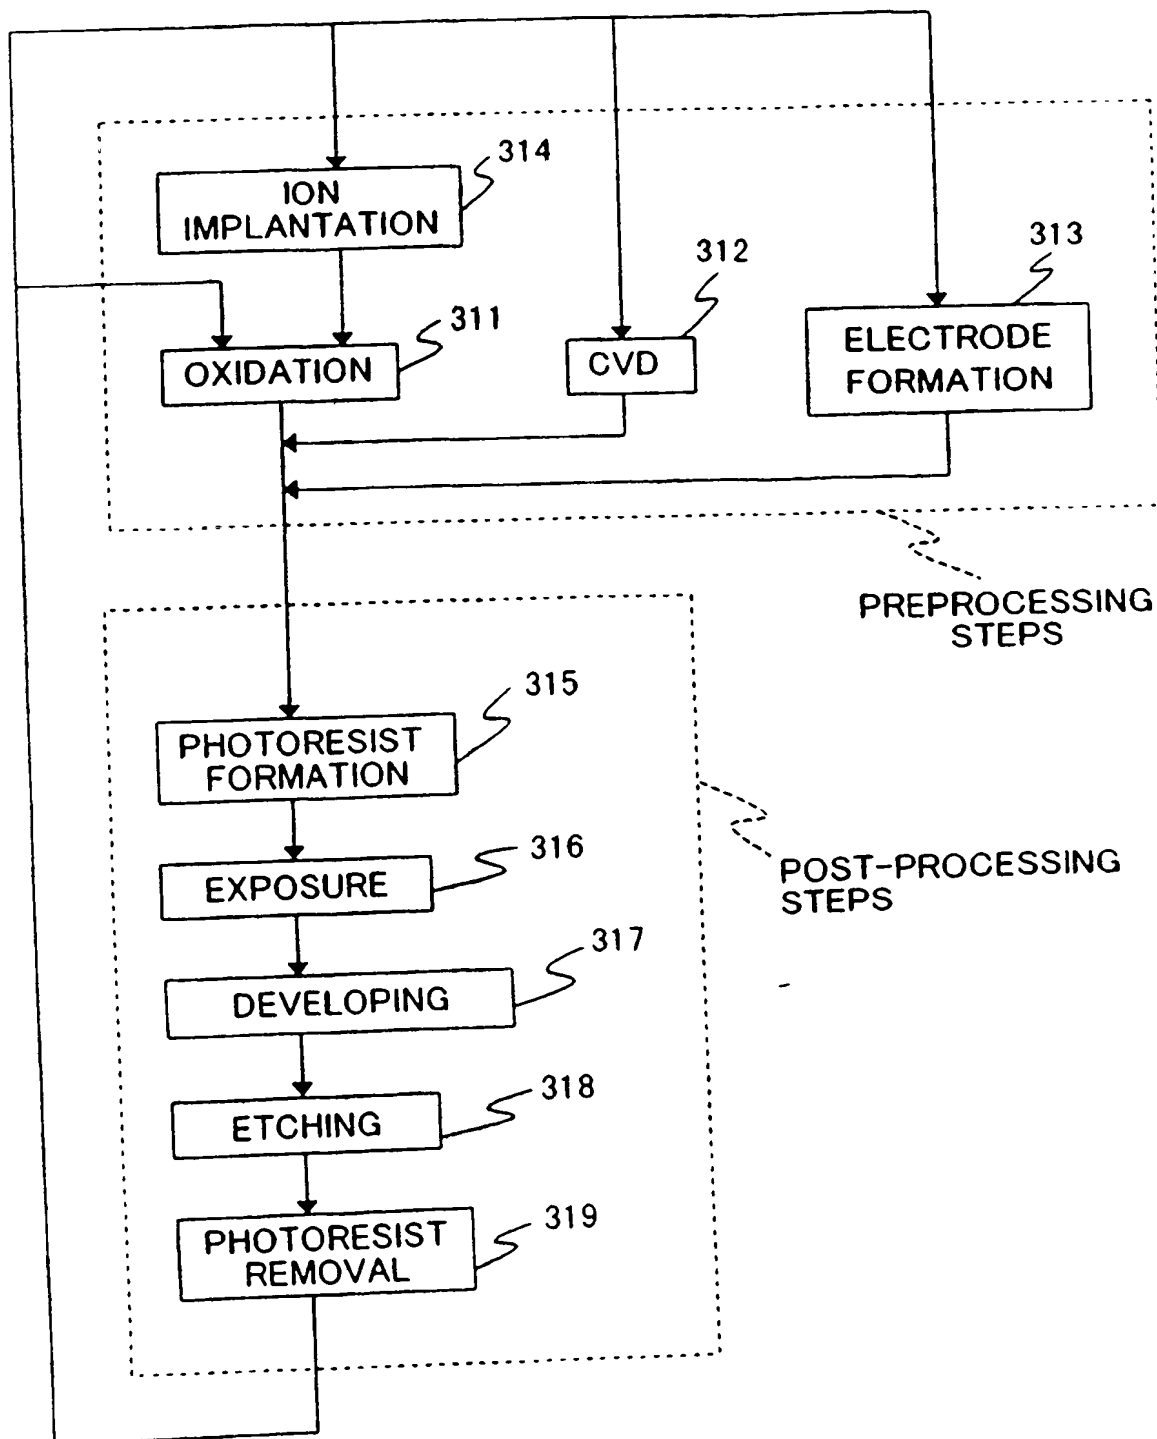 314
ION
IMPLANTATION
313
312
311
ELECTRODE
FORMATION
OXIDATION
CVD
PREPROCESSING
STEPS
315
PHOTORESIST
FORMATION
316
EXPOSURE
POST-PROCESSING
STEPS
317
DEVELOPING
318
ETCHING
319
PHOTORESIST
REMOVAL